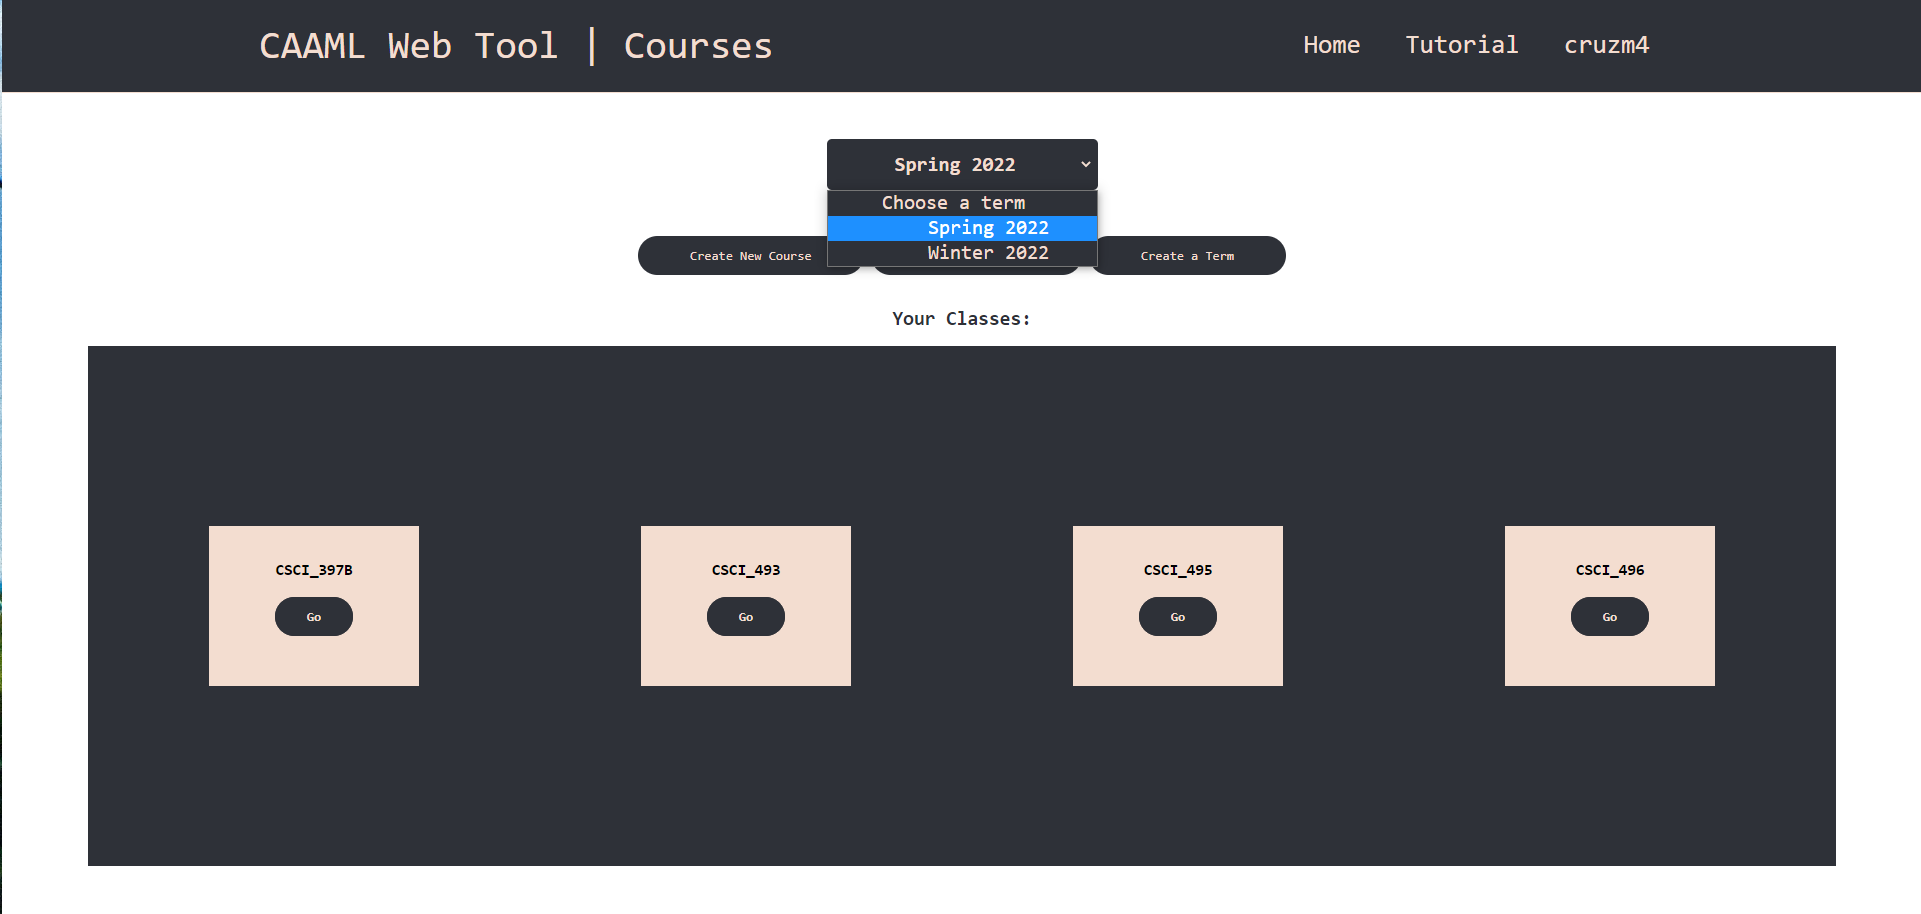 CAAML Web Tool | Courses
Home Tutorial cruzm4
Spring 2022
Choose a term
Spring 2022
Winter 2022
Create New Course
Create a Term
Your Classes:
CSCI_397B
Go
CSCI_493
Go
CSCI_495
Go
CSCI_496
Go